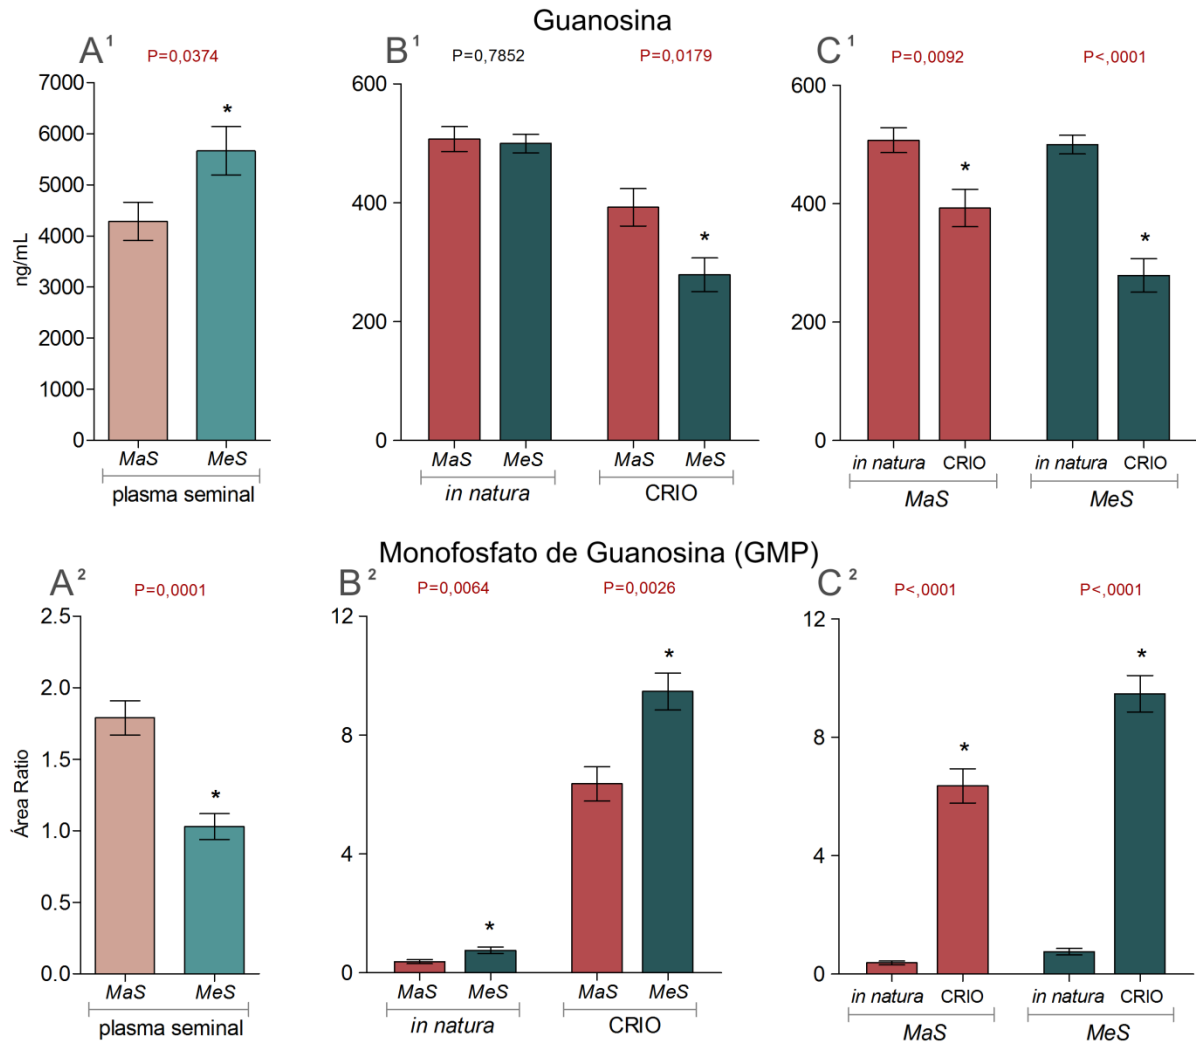 Guanosina
A1
P=0,0374
ng/mL
7000
6000
5000
4000
3000
2000
1000
0
*
MaS MeS
plasma seminal
B1
P=0,7852 P=0,0179
600
400
200
0
*
MaS MeS MaS MeS
in natura CRIO
C1
P=0,0092 P<,0001
600
400
200
0
* *
in natura CRIO in natura CRIO
MaS MeS
Monofosfato de Guanosina (GMP)
A2
P=0,0001
Área Ratio
2.5
2.0
1.5
1.0
0.5
0.0
*
MaS MeS
plasma seminal
B2
P=0,0064 P=0,0026
12
8
4
0
* *
MaS MeS MaS MeS
in natura CRIO
C2
P<,0001 P<,0001
12
8
4
0
* *
in natura CRIO in natura CRIO
MaS MeS